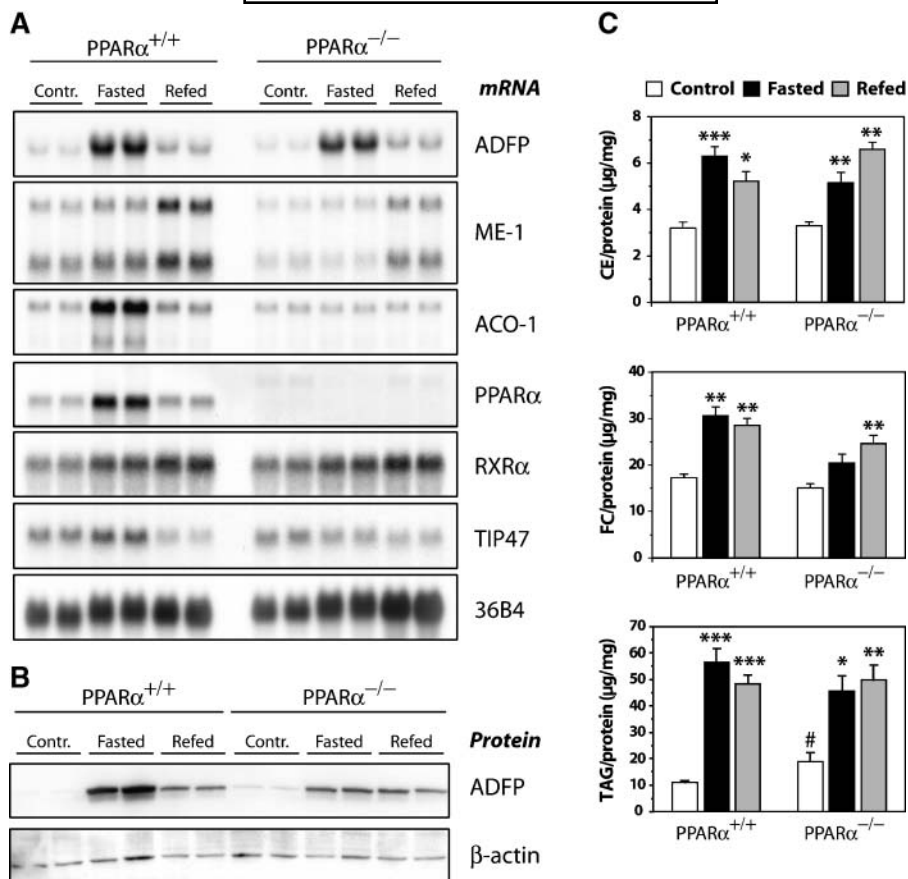 A
PPARα+/+ PPARα−/−
Contr. Fasted Refed Contr. Fasted Refed mRNA
ADFP
ME-1
ACO-1
PPARα
RXRα
TIP47
36B4
B
PPARα+/+ PPARα−/−
Contr. Fasted Refed Contr. Fasted Refed Protein
ADFP
β-actin
C
Control Fasted Refed
CE/protein (µg/mg)
8
6
4
2
0
*** * ** **
PPARα+/+ PPARα−/−
FC/protein (µg/mg)
40
30
20
10
0
** ** **
PPARα+/+ PPARα−/−
TAG/protein (µg/mg)
70
60
50
40
30
20
10
0
*** *** # * **
PPARα+/+ PPARα−/−